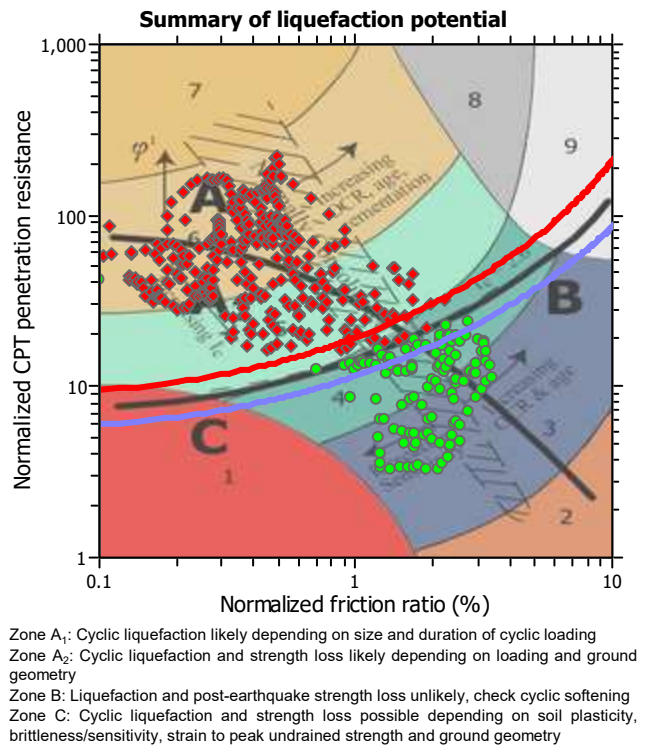 Summary of liquefaction potential
1,000
7
8
9
φ'
Increasing
OCR, age,
cementation
100
A
B
10
C
4
Increasing
OCR & age
3
1
2
1
0.1
1
10
Normalized CPT penetration resistance
Normalized friction ratio (%)
Zone A₁: Cyclic liquefaction likely depending on size and duration of cyclic loading
Zone A₂: Cyclic liquefaction and strength loss likely depending on loading and ground
geometry
Zone B: Liquefaction and post-earthquake strength loss unlikely, check cyclic softening
Zone C: Cyclic liquefaction and strength loss possible depending on soil plasticity,
brittleness/sensitivity, strain to peak undrained strength and ground geometry